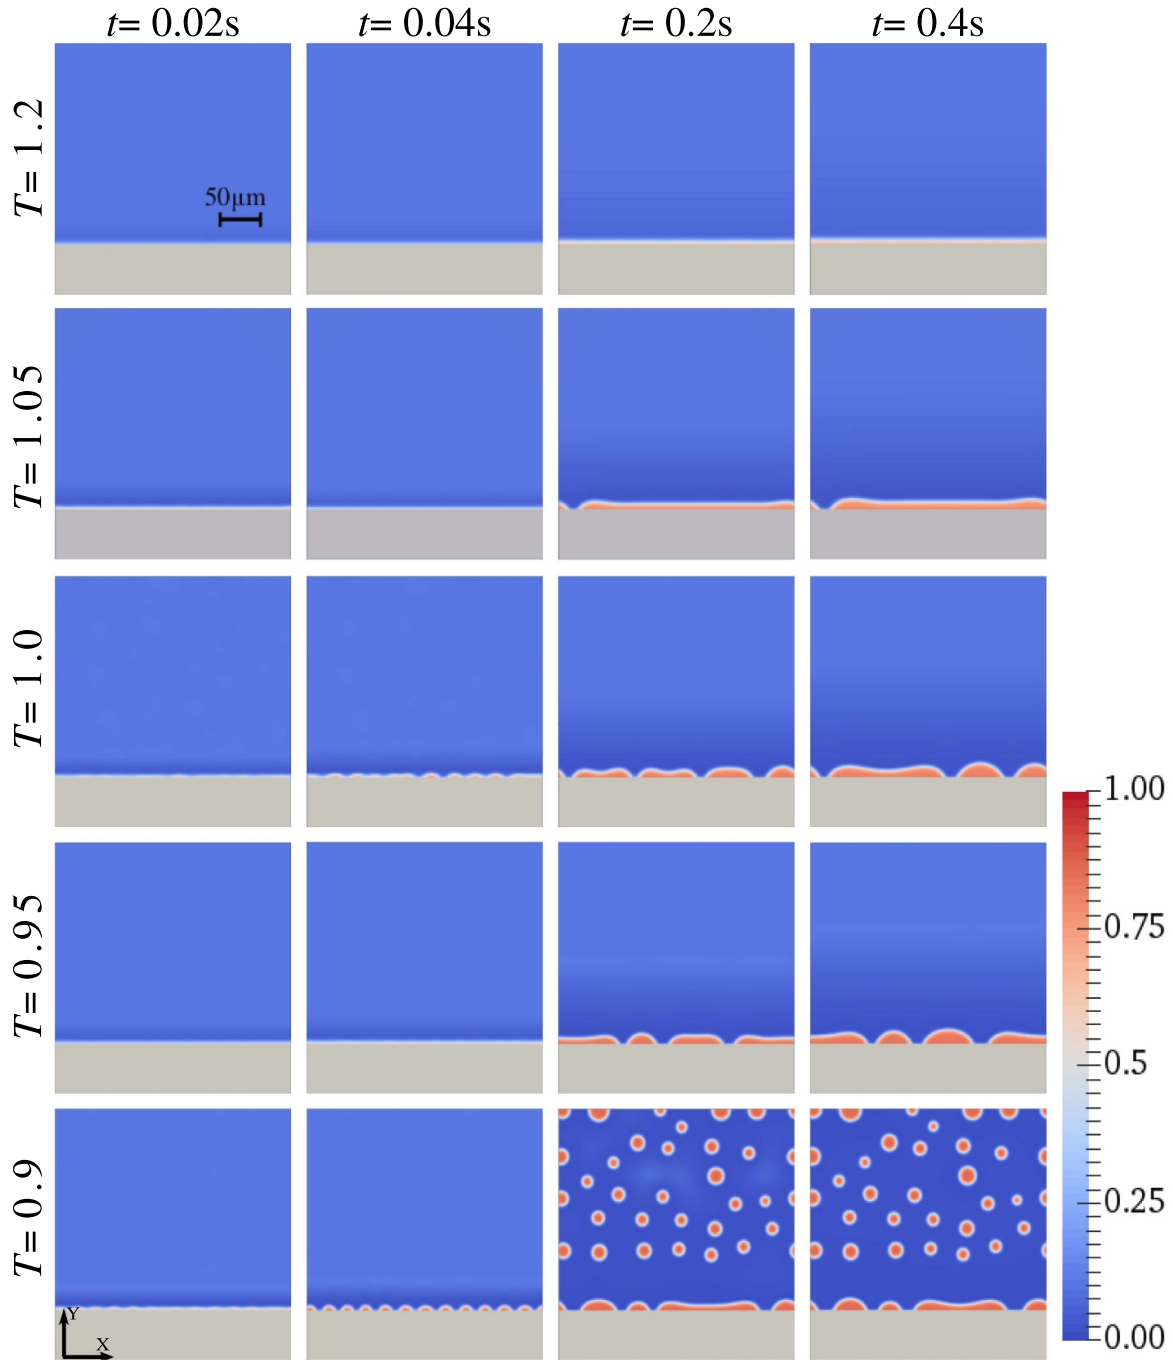 t= 0.02s t= 0.04s t= 0.2s t= 0.4s
T= 1.2
50μm
T= 1.05
T= 1.0
1.00
T= 0.95
0.75
0.5
T= 0.9
0.25
Y
X
0.00